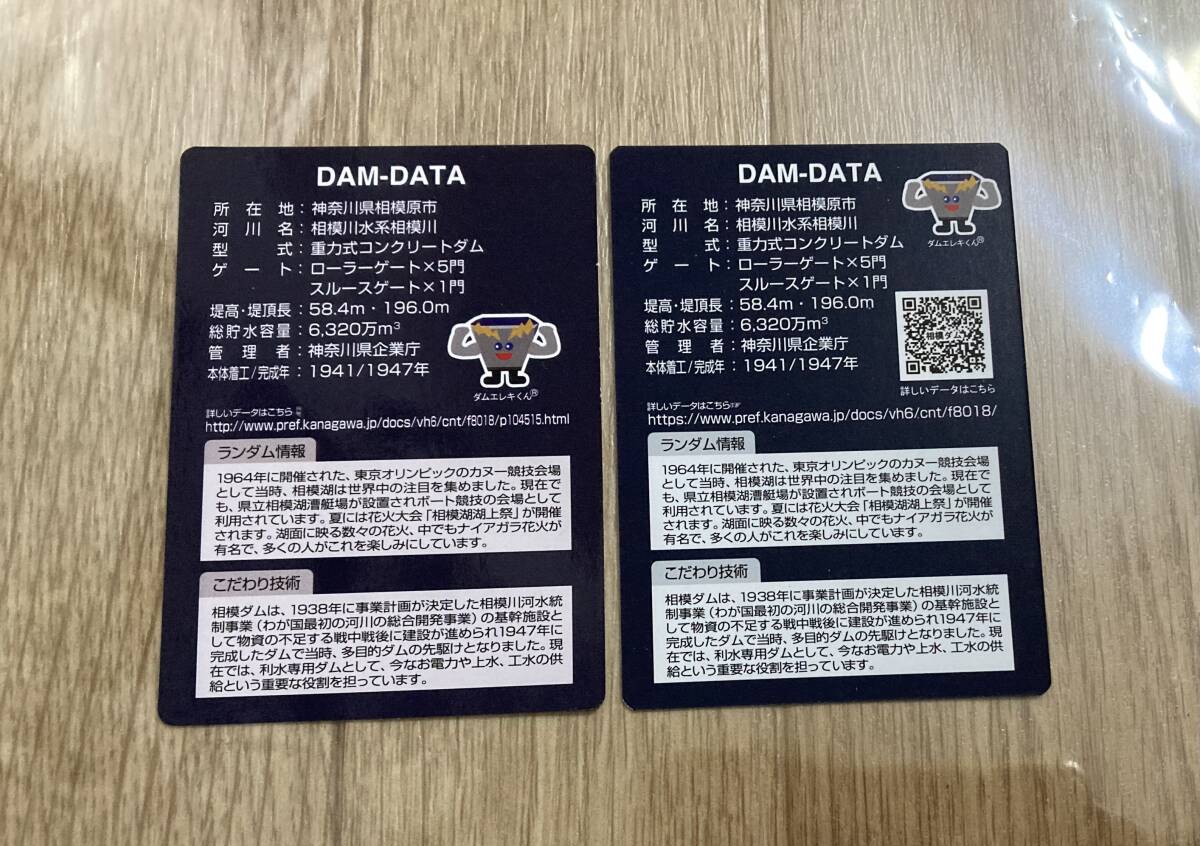 DAM-DATA
所在地：神奈川県相模原市
河川名：相模川水系相模川
型式：重力式コンクリートダム
ゲート：ローラーゲート×5門
スルースゲート×1門
堤高・堤頂長：58.4m・196.0m
総貯水容量：6,320万m³
管理者：神奈川県企業庁
本体着工/完成年：1941/1947年
ダムエレキくん®
詳しいデータはこちら☟
http://www.pref.kanagawa.jp/docs/vh6/cnt/f8018/p104515.html
ランダム情報
1964年に開催された、東京オリンピックのカヌー競技会場
として当時、相模湖は世界中の注目を集めました。現在で
も、県立相模湖漕艇場が設置されボート競技の会場として
利用されています。夏には花火大会「相模湖湖上祭」が開催
されます。湖面に映る数々の花火、中でもナイアガラ花火が
有名で、多くの人がこれを楽しみにしています。
こだわり技術
相模ダムは、1938年に事業計画が決定した相模川河水統
制事業（わが国最初の河川の総合開発事業）の基幹施設と
して物資の不足する戦中戦後に建設が進められ1947年に
完成したダムで当時、多目的ダムの先駆けとなりました。現
在では、利水専用ダムとして、今なお電力や上水、工水の供
給という重要な役割を担っています。
DAM-DATA
ダムエレキくん®
所在地：神奈川県相模原市
河川名：相模川水系相模川
型式：重力式コンクリートダム
ゲート：ローラーゲート×5門
スルースゲート×1門
堤高・堤頂長：58.4m・196.0m
総貯水容量：6,320万m³
管理者：神奈川県企業庁
本体着工/完成年：1941/1947年
相模ダム
詳しいデータはこちら
詳しいデータはこちら☞
https://www.pref.kanagawa.jp/docs/vh6/cnt/f8018/
ランダム情報
1964年に開催された、東京オリンピックのカヌー競技会場
として当時、相模湖は世界中の注目を集めました。現在で
も、県立相模湖漕艇場が設置されボート競技の会場として
利用されています。夏には花火大会「相模湖湖上祭」が開催
されます。湖面に映る数々の花火、中でもナイアガラ花火が
有名で、多くの人がこれを楽しみにしています。
こだわり技術
相模ダムは、1938年に事業計画が決定した相模川河水統
制事業（わが国最初の河川の総合開発事業）の基幹施設と
して物資の不足する戦中戦後に建設が進められ1947年に
完成したダムで当時、多目的ダムの先駆けとなりました。現
在では、利水専用ダムとして、今なお電力や上水、工水の供
給という重要な役割を担っています。